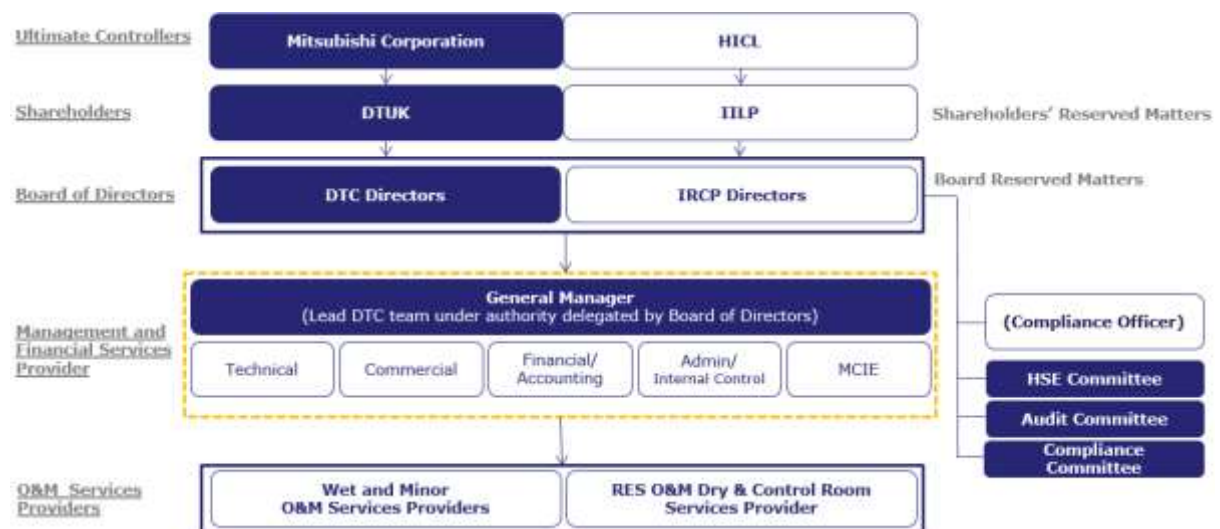 Ultimate Controllers
Mitsubishi Corporation
HICL
Shareholders
DTUK
IILP
Shareholders' Reserved Matters
Board of Directors
DTC Directors
IRCP Directors
Board Reserved Matters
General Manager
(Lead DTC team under authority delegated by Board of Directors)
Management and
Financial Services
Provider
Technical
Commercial
Financial/
Accounting
Admin/
Internal Control
MCIE
(Compliance Officer)
HSE Committee
Audit Committee
Compliance
Committee
O&M Services
Providers
Wet and Minor
O&M Services Providers
RES O&M Dry & Control Room
Services Provider